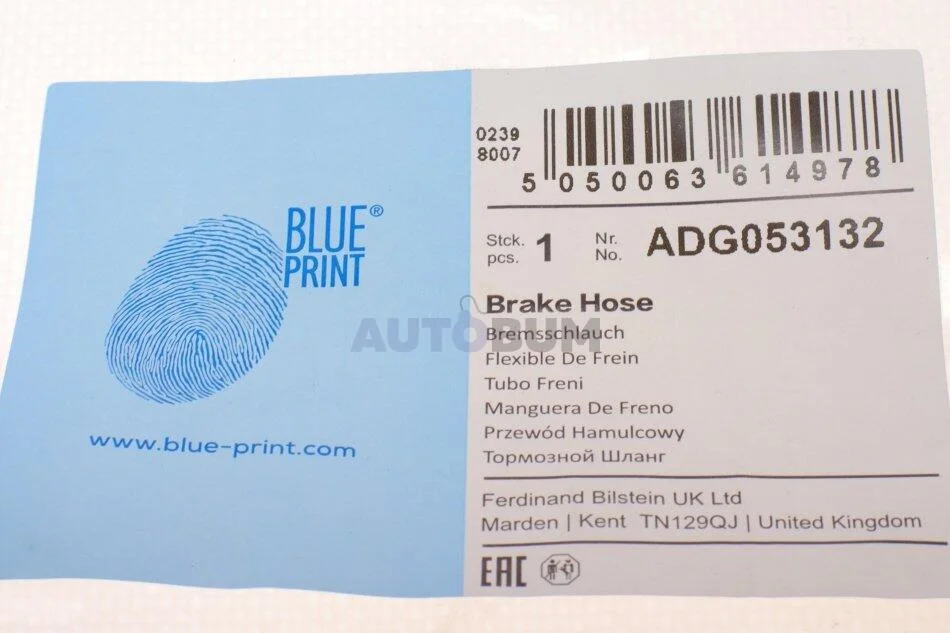 BLUE®
PRINT
www.blue-print.com
0239
8007
5 050063 614978
Stck.
pcs.
1
Nr.
No.
ADG053132
Brake Hose
AUTOBUM
Bremsschlauch
Flexible De Frein
Tubo Freni
Manguera De Freno
Przewód Hamulcowy
Тормозной Шланг
Ferdinand Bilstein UK Ltd
Marden | Kent TN129QJ | United Kingdom
EAC